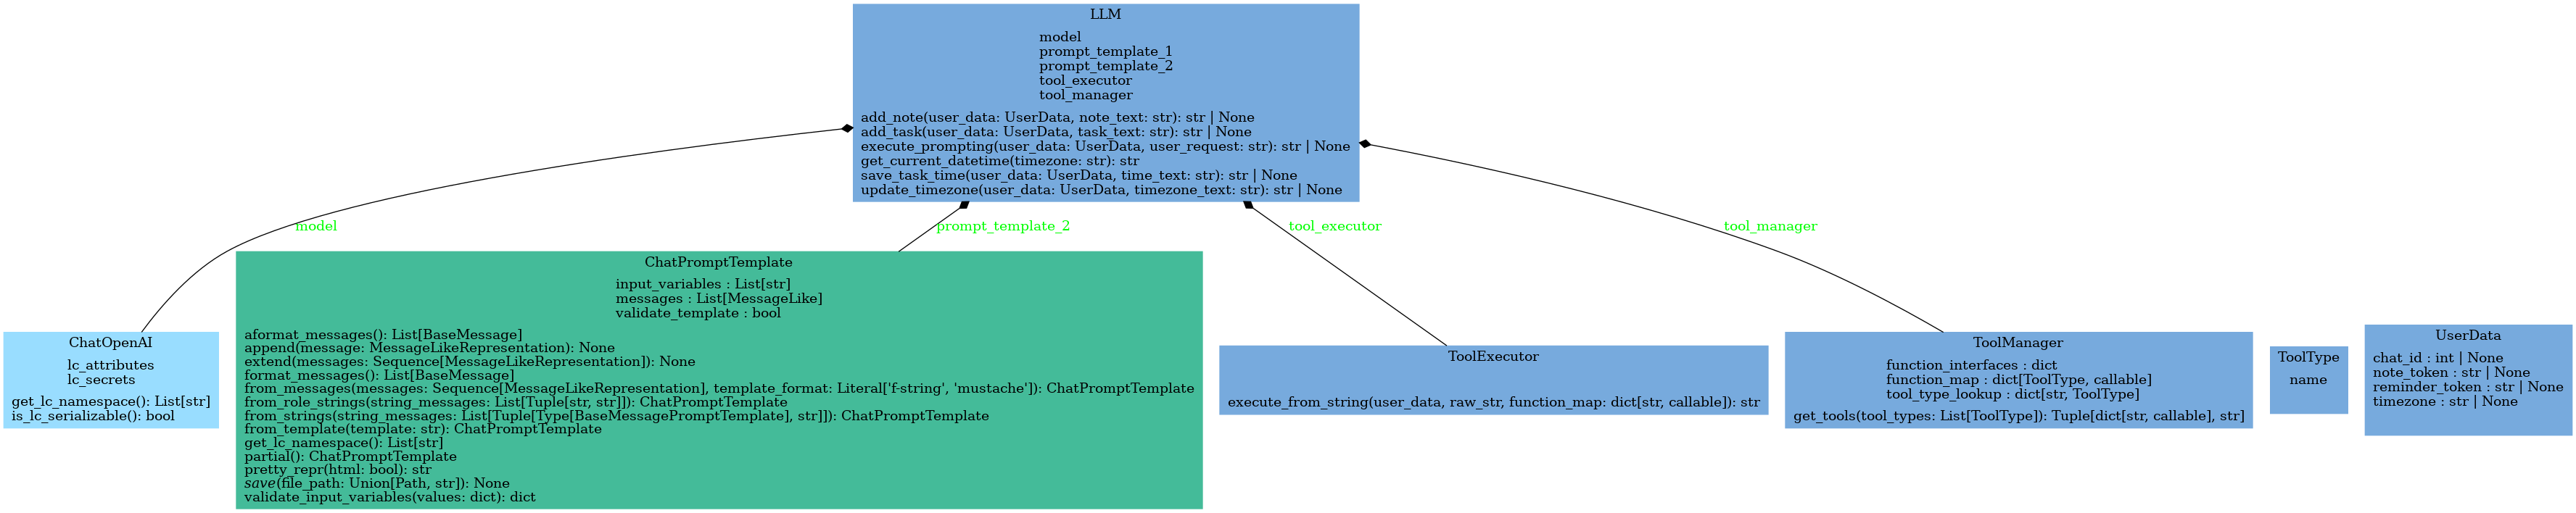 LLM
model
prompt_template_1
prompt_template_2
tool_executor
tool_manager
add_note(user_data: UserData, note_text: str): str | None
add_task(user_data: UserData, task_text: str): str | None
execute_prompting(user_data: UserData, user_request: str): str | None
get_current_datetime(timezone: str): str
save_task_time(user_data: UserData, time_text: str): str | None
update_timezone(user_data: UserData, timezone_text: str): str | None
model
prompt_template_2
tool_executor
tool_manager
ChatOpenAI
lc_attributes
lc_secrets
get_lc_namespace(): List[str]
is_lc_serializable(): bool
ChatPromptTemplate
input_variables : List[str]
messages : List[MessageLike]
validate_template : bool
aformat_messages(): List[BaseMessage]
append(message: MessageLikeRepresentation): None
extend(messages: Sequence[MessageLikeRepresentation]): None
format_messages(): List[BaseMessage]
from_messages(messages: Sequence[MessageLikeRepresentation], template_format: Literal['f-string', 'mustache']): ChatPromptTemplate
from_role_strings(string_messages: List[Tuple[str, str]]): ChatPromptTemplate
from_strings(string_messages: List[Tuple[Type[BaseMessagePromptTemplate], str]]): ChatPromptTemplate
from_template(template: str): ChatPromptTemplate
get_lc_namespace(): List[str]
partial(): ChatPromptTemplate
pretty_repr(html: bool): str
save(file_path: Union[Path, str]): None
validate_input_variables(values: dict): dict
ToolExecutor
execute_from_string(user_data, raw_str, function_map: dict[str, callable]): str
ToolManager
function_interfaces : dict
function_map : dict[ToolType, callable]
tool_type_lookup : dict[str, ToolType]
get_tools(tool_types: List[ToolType]): Tuple[dict[str, callable], str]
ToolType
name
UserData
chat_id : int | None
note_token : str | None
reminder_token : str | None
timezone : str | None